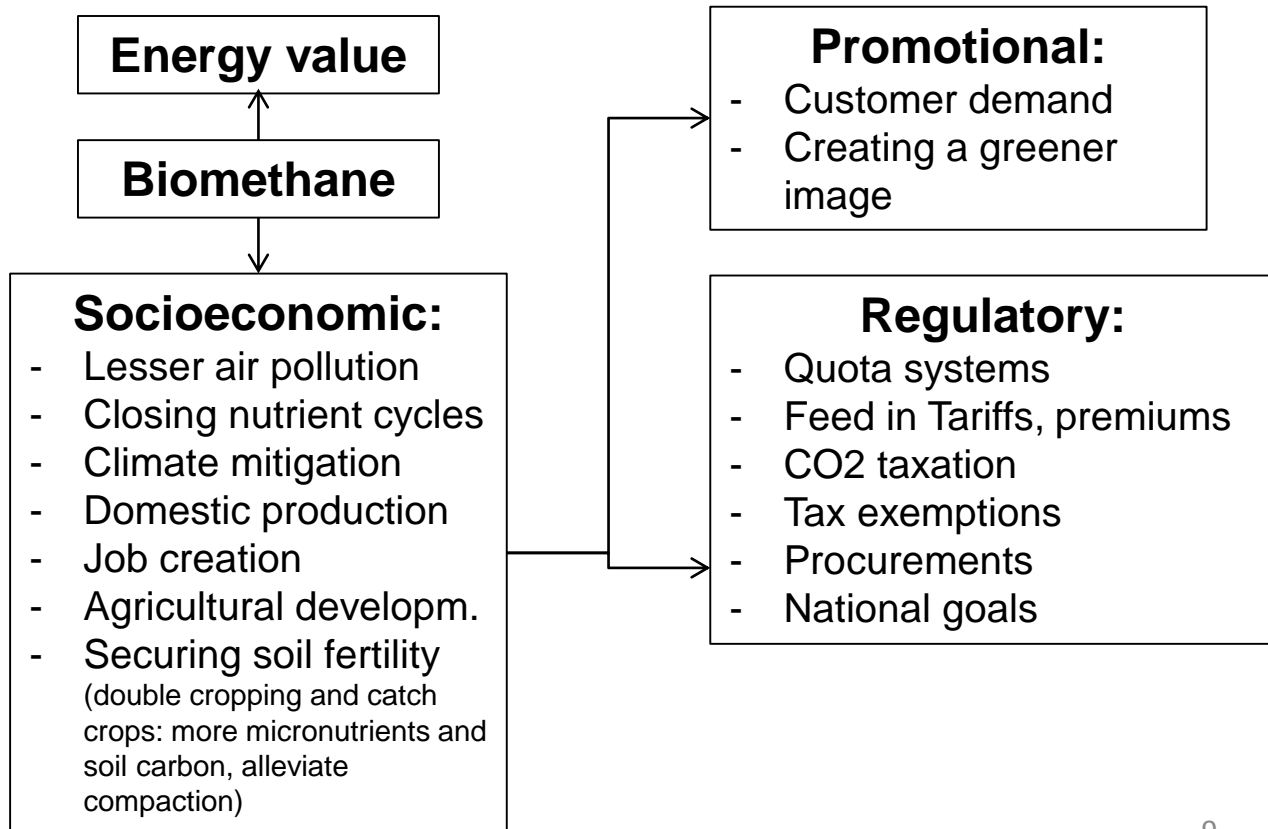 Energy value
Biomethane
Socioeconomic:
- Lesser air pollution
- Closing nutrient cycles
- Climate mitigation
- Domestic production
- Job creation
- Agricultural developm.
- Securing soil fertility
(double cropping and catch
crops: more micronutrients and
soil carbon, alleviate
compaction)
Promotional:
- Customer demand
- Creating a greener
image
Regulatory:
- Quota systems
- Feed in Tariffs, premiums
- CO2 taxation
- Tax exemptions
- Procurements
- National goals